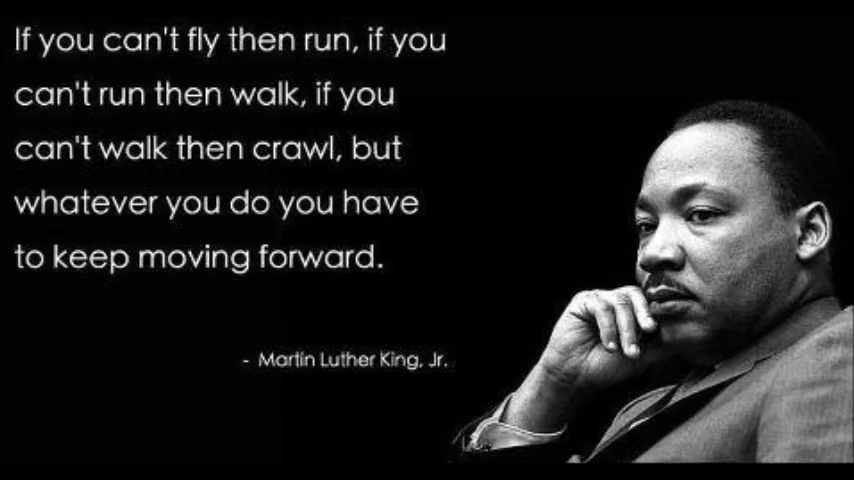 If you can't fly then run, if you
can't run then walk, if you
can't walk then crawl, but
whatever you do you have
to keep moving forward.
- Martin Luther King, Jr.